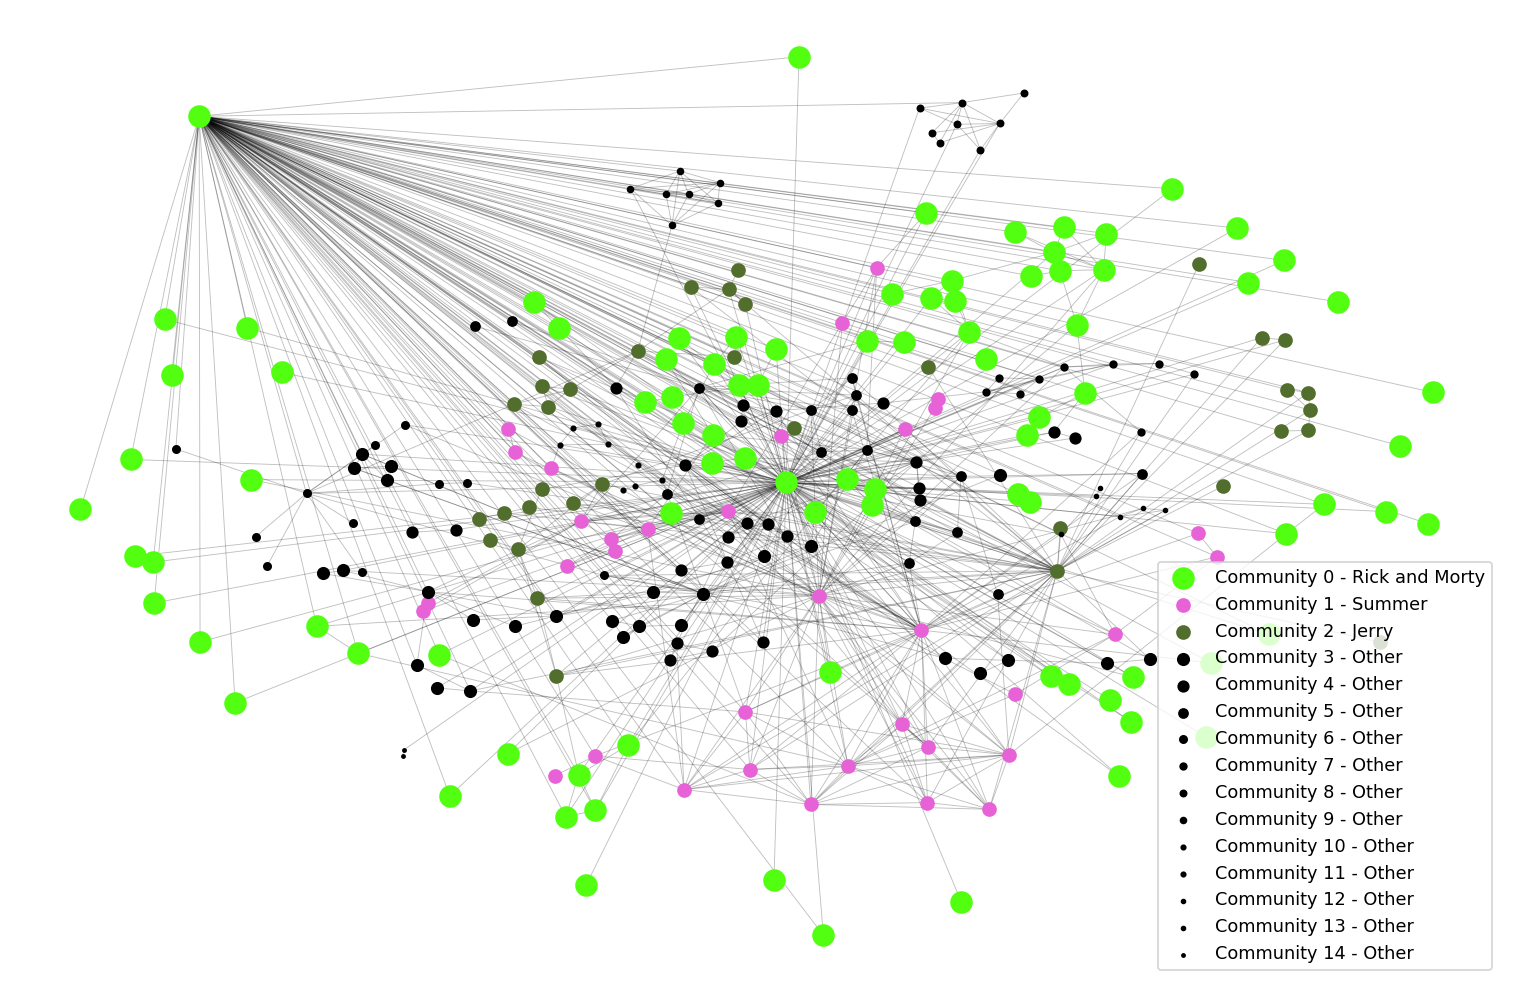 Community 0 - Rick and Morty
Community 1 - Summer
Community 2 - Jerry
Community 3 - Other
Community 4 - Other
Community 5 - Other
Community 6 - Other
Community 7 - Other
Community 8 - Other
Community 9 - Other
Community 10 - Other
Community 11 - Other
Community 12 - Other
Community 13 - Other
Community 14 - Other